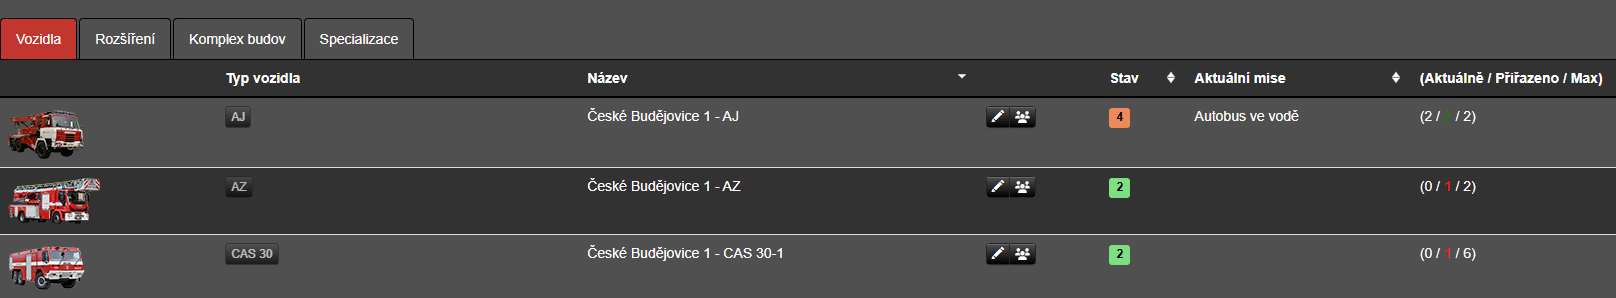 Vozidla Rozšíření Komplex budov Specializace
Typ vozidla Název Stav Aktuální mise (Aktuálně / Přiřazeno / Max)
AJ České Budějovice 1 - AJ 4 Autobus ve vodě (2 / / 2)
AZ České Budějovice 1 - AZ 2 (0 / 1 / 2)
CAS 30 České Budějovice 1 - CAS 30-1 2 (0 / 1 / 6)